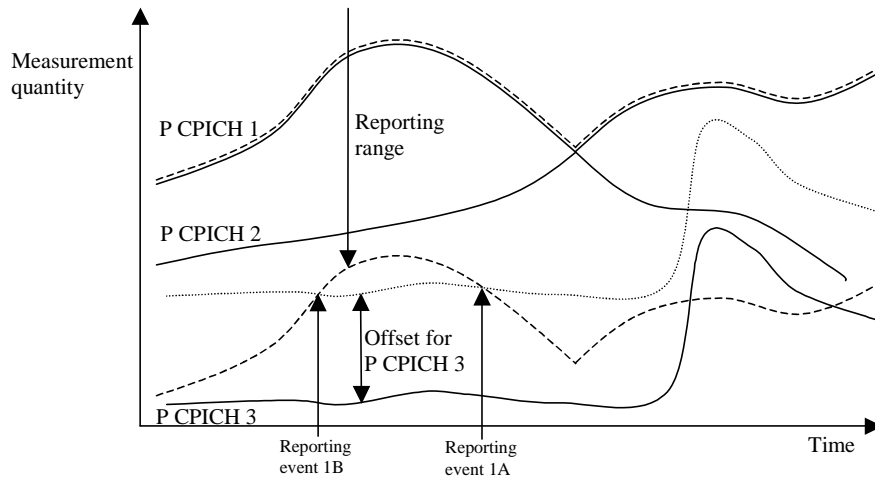 Measurement
quantity
P CPICH 1
Reporting
range
P CPICH 2
Offset for
P CPICH 3
P CPICH 3
Time
Reporting
event 1B
Reporting
event 1A